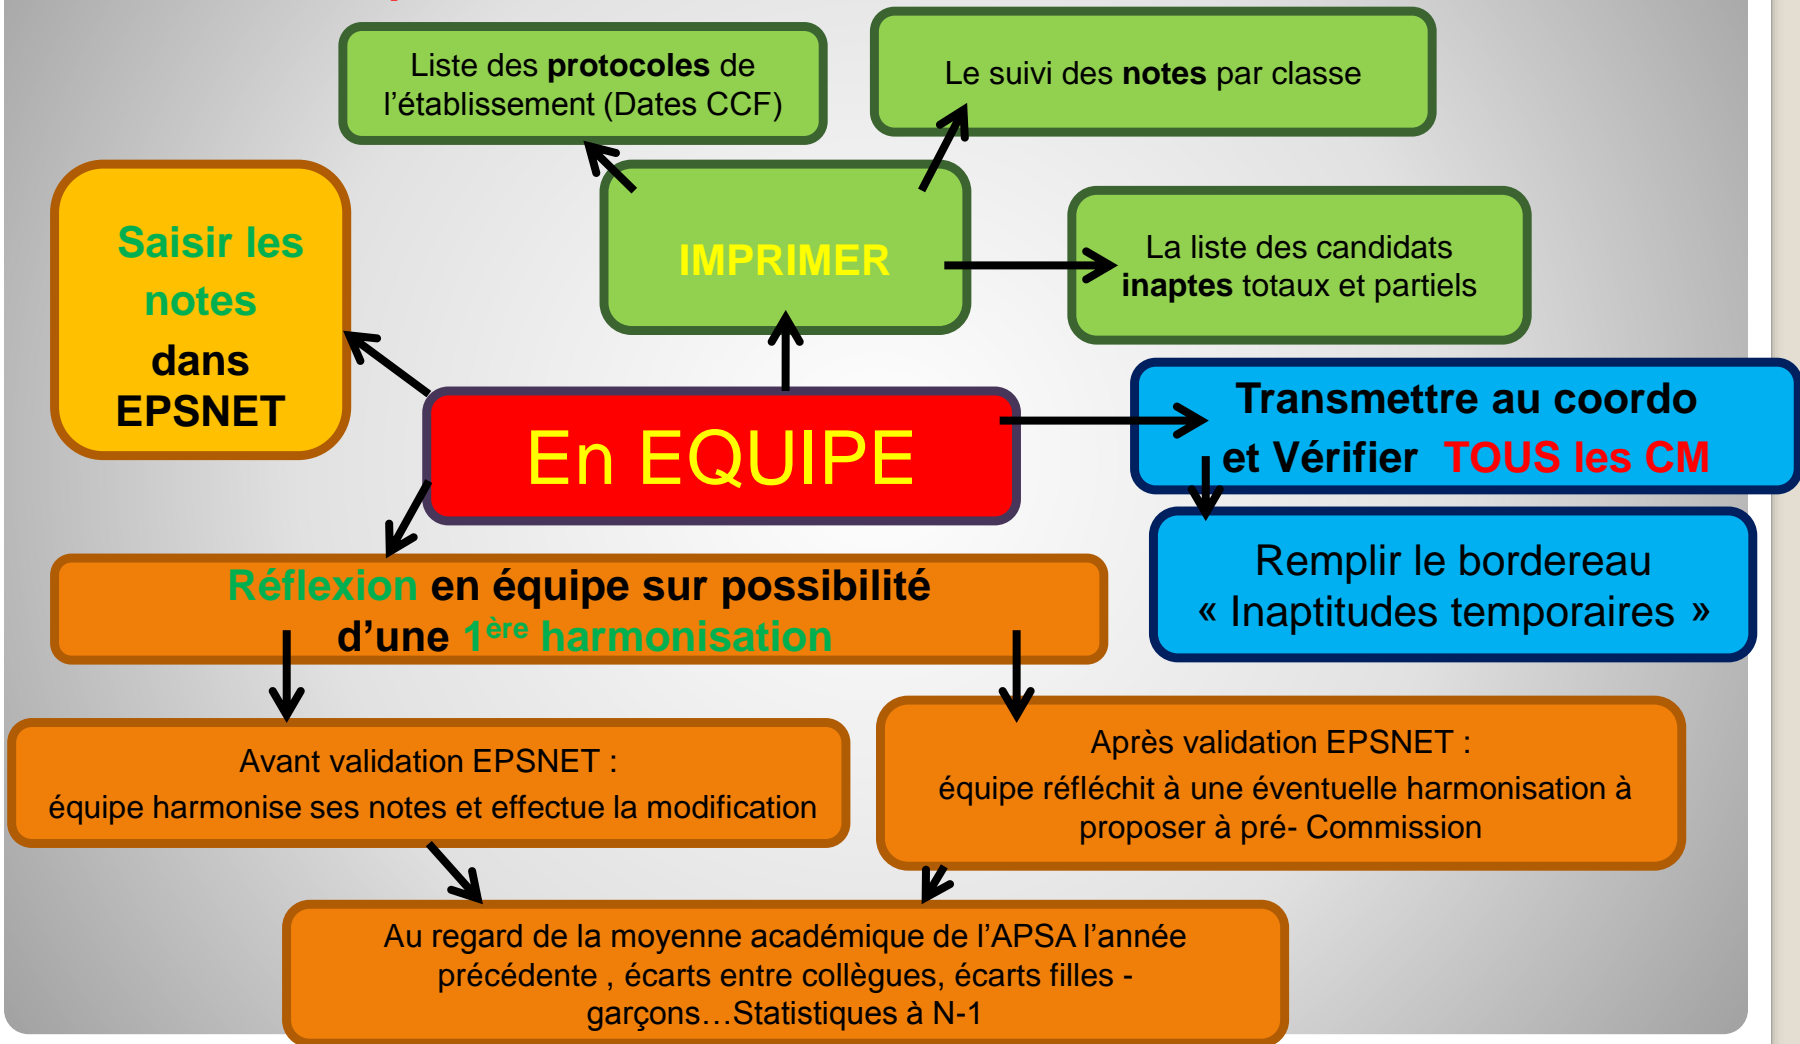 Liste des protocoles de
l’établissement (Dates CCF)
Le suivi des notes par classe
Saisir les
notes
dans
EPSNET
IMPRIMER
La liste des candidats
inaptes totaux et partiels
En EQUIPE
Transmettre au coordo
et Vérifier TOUS les CM
Remplir le bordereau
« Inaptitudes temporaires »
Réflexion en équipe sur possibilité
d’une 1ère harmonisation
Avant validation EPSNET :
équipe harmonise ses notes et effectue la modification
Après validation EPSNET :
équipe réfléchit à une éventuelle harmonisation à
proposer à pré- Commission
Au regard de la moyenne académique de l’APSA l’année
précédente , écarts entre collègues, écarts filles -
garçons…Statistiques à N-1